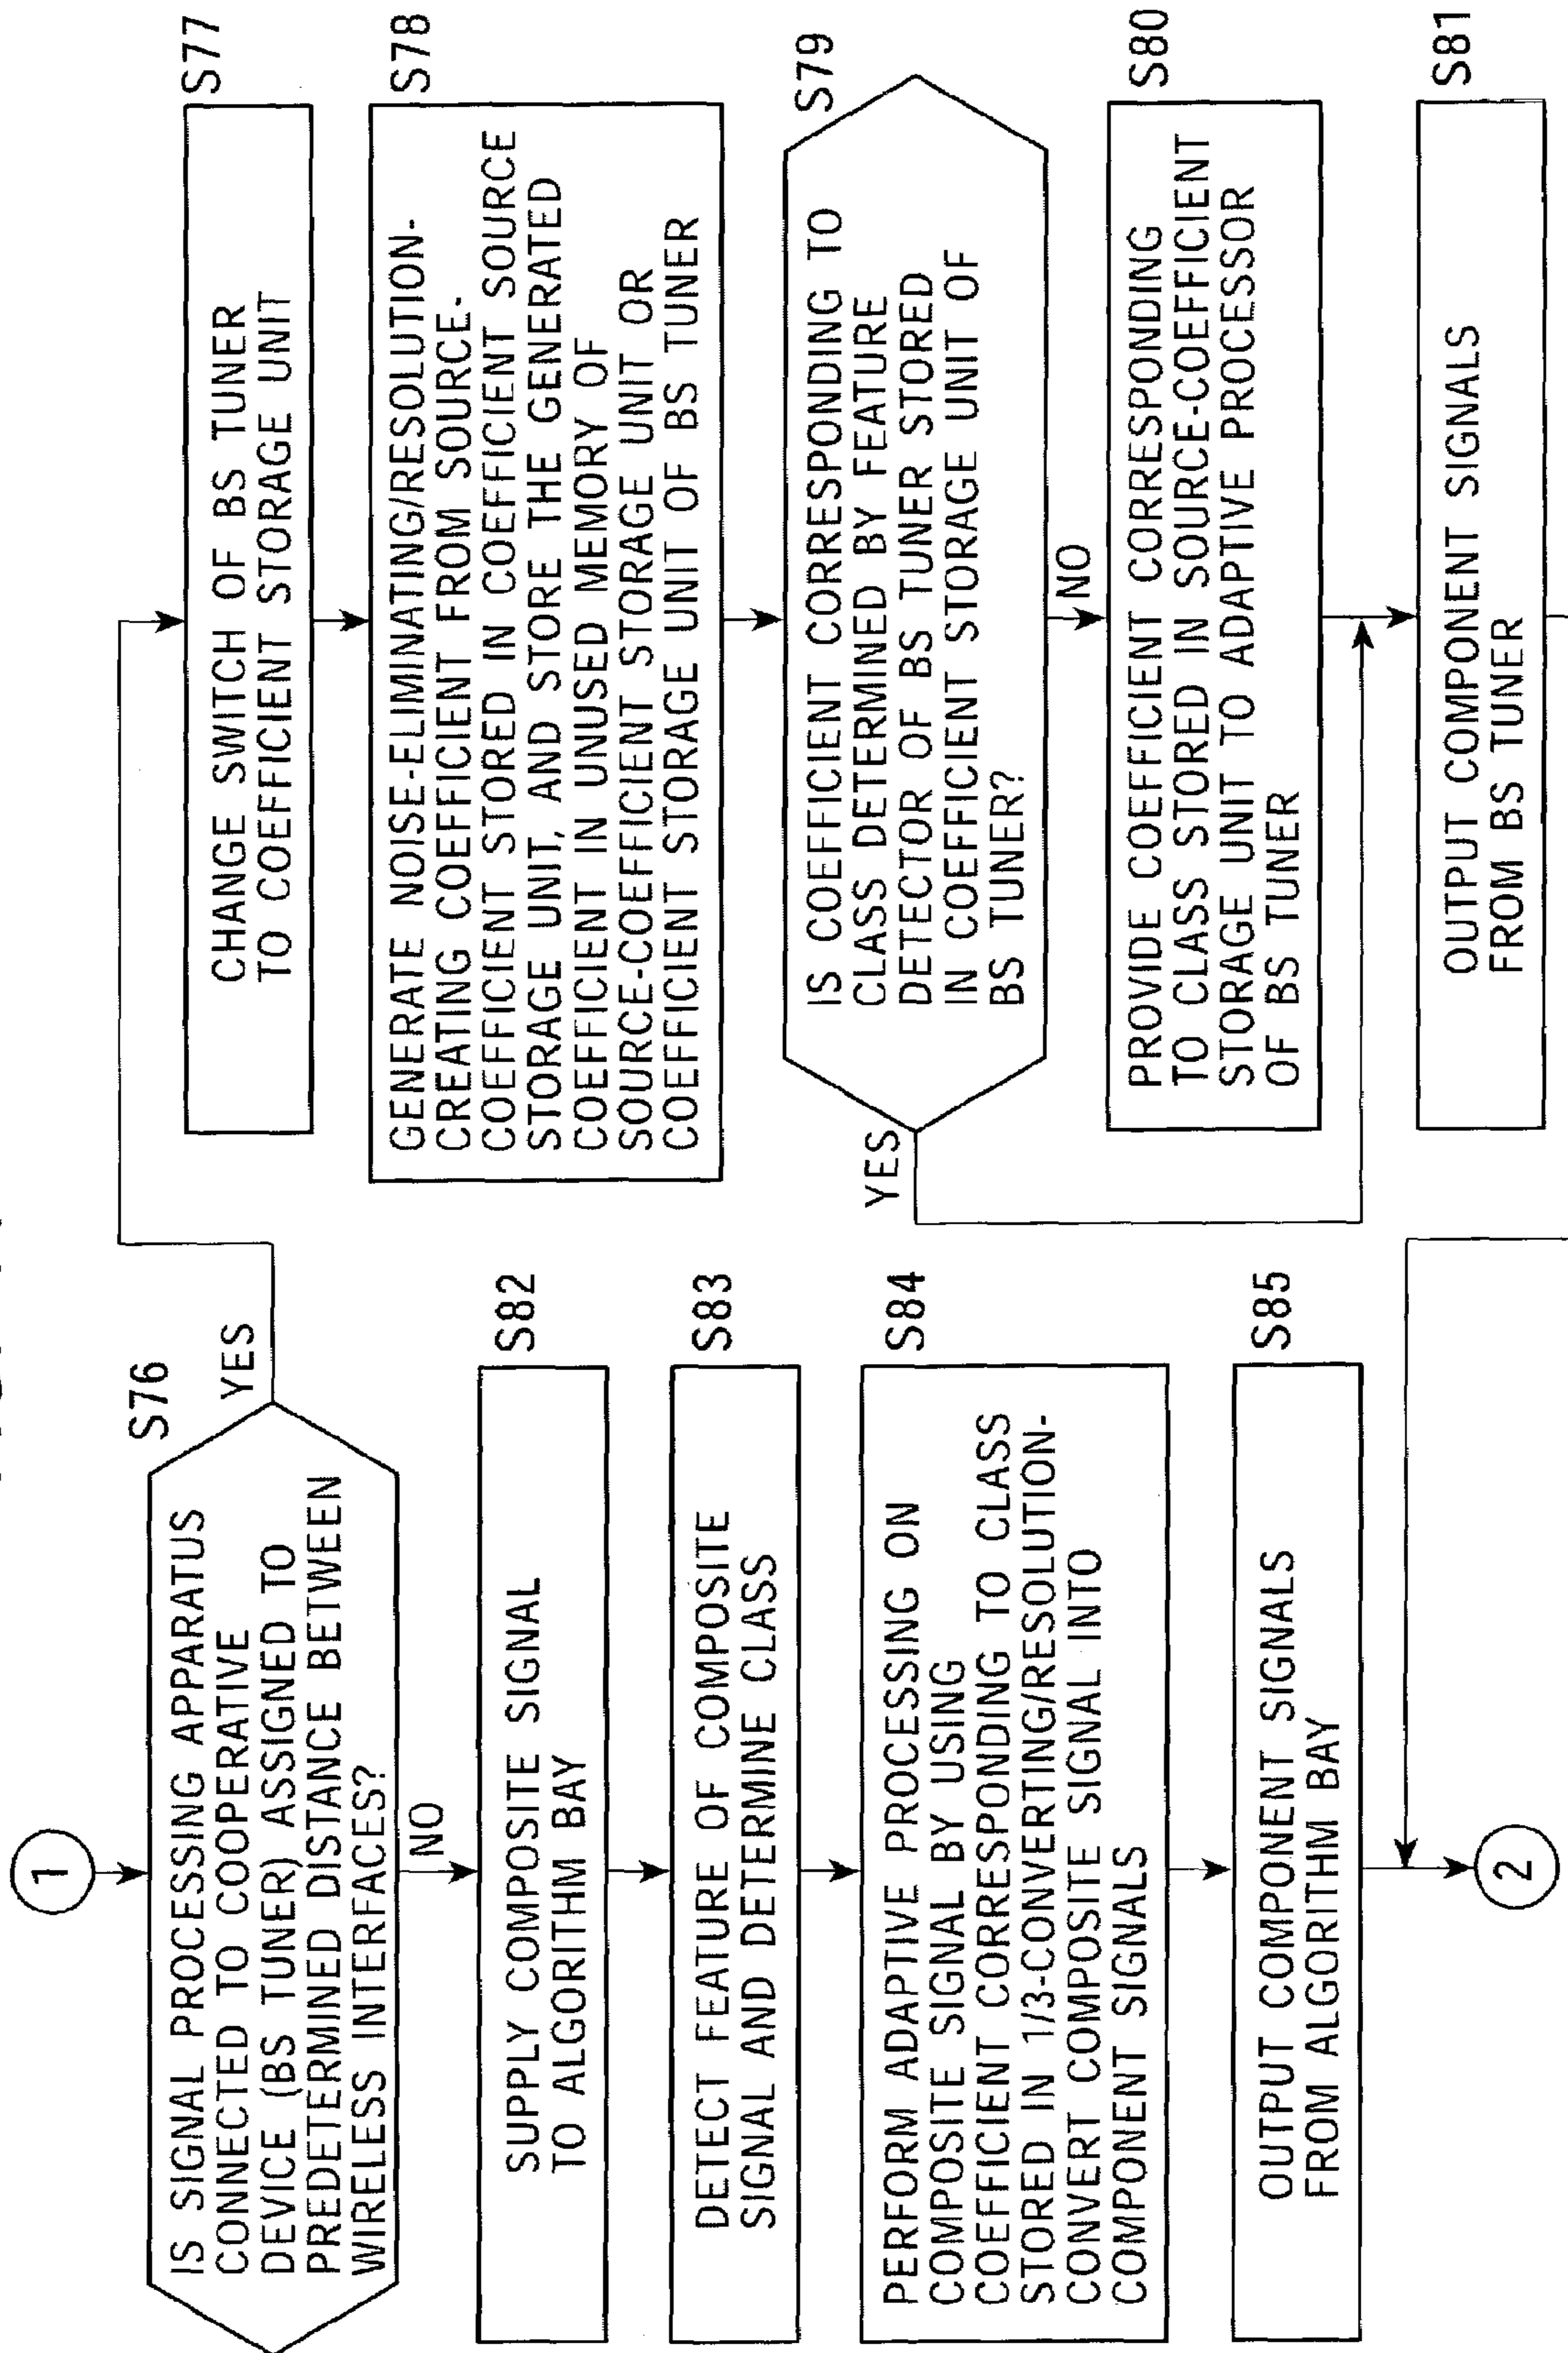 1
S76
IS SIGNAL PROCESSING APPARATUS
CONNECTED TO COOPERATIVE
DEVICE (BS TUNER) ASSIGNED TO
PREDETERMINED DISTANCE BETWEEN
WIRELESS INTERFACES?
YES
NO
S82
SUPPLY COMPOSITE SIGNAL
TO ALGORITHM BAY
S83
DETECT FEATURE OF COMPOSITE
SIGNAL AND DETERMINE CLASS
S84
PERFORM ADAPTIVE PROCESSING ON
COMPOSITE SIGNAL BY USING
COEFFICIENT CORRESPONDING TO CLASS
STORED IN 1/3-CONVERTING/RESOLUTION-
CONVERT COMPOSITE SIGNAL INTO
COMPONENT SIGNALS
S85
OUTPUT COMPONENT SIGNALS
FROM ALGORITHM BAY
2
S77
CHANGE SWITCH OF BS TUNER
TO COEFFICIENT STORAGE UNIT
S78
GENERATE NOISE-ELIMINATING/RESOLUTION-
CREATING COEFFICIENT FROM SOURCE-
COEFFICIENT STORED IN COEFFICIENT SOURCE
STORAGE UNIT, AND STORE THE GENERATED
COEFFICIENT IN UNUSED MEMORY OF
SOURCE-COEFFICIENT STORAGE UNIT OR
COEFFICIENT STORAGE UNIT OF BS TUNER
S79
IS COEFFICIENT CORRESPONDING TO
CLASS DETERMINED BY FEATURE
DETECTOR OF BS TUNER STORED
IN COEFFICIENT STORAGE UNIT OF
BS TUNER?
YES
NO
S80
PROVIDE COEFFICIENT CORRESPONDING
TO CLASS STORED IN SOURCE-COEFFICIENT
STORAGE UNIT TO ADAPTIVE PROCESSOR
OF BS TUNER
S81
OUTPUT COMPONENT SIGNALS
FROM BS TUNER